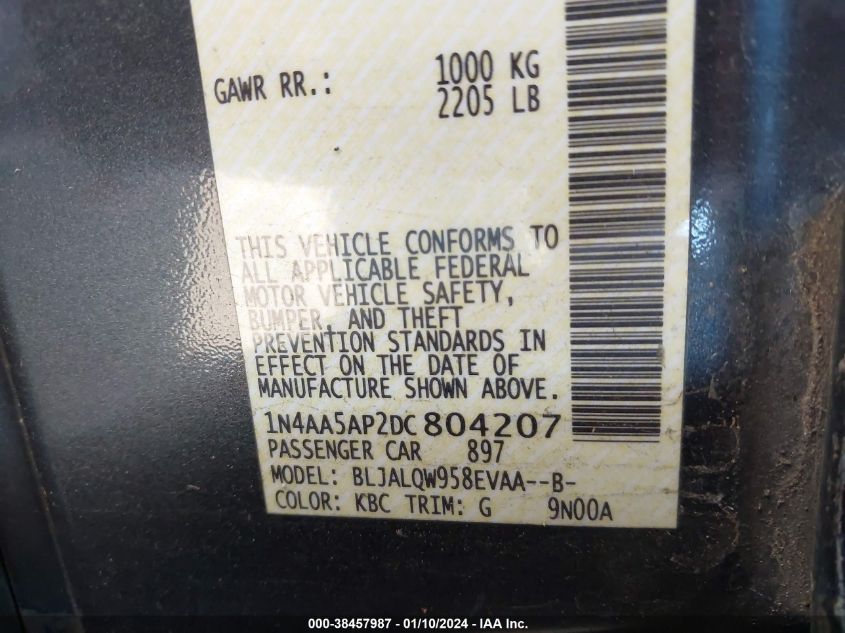 GAWR RR.: 1000 KG
2205 LB
THIS VEHICLE CONFORMS TO
ALL APPLICABLE FEDERAL
MOTOR VEHICLE SAFETY,
BUMPER, AND THEFT
PREVENTION STANDARDS IN
EFFECT ON THE DATE OF
MANUFACTURE SHOWN ABOVE.
1N4AA5AP2DC804207
PASSENGER CAR 897
MODEL: BLJALQW958EVAA--B-
COLOR: KBC TRIM: G 9N00A
000-38457987 - 01/10/2024 - IAA Inc.